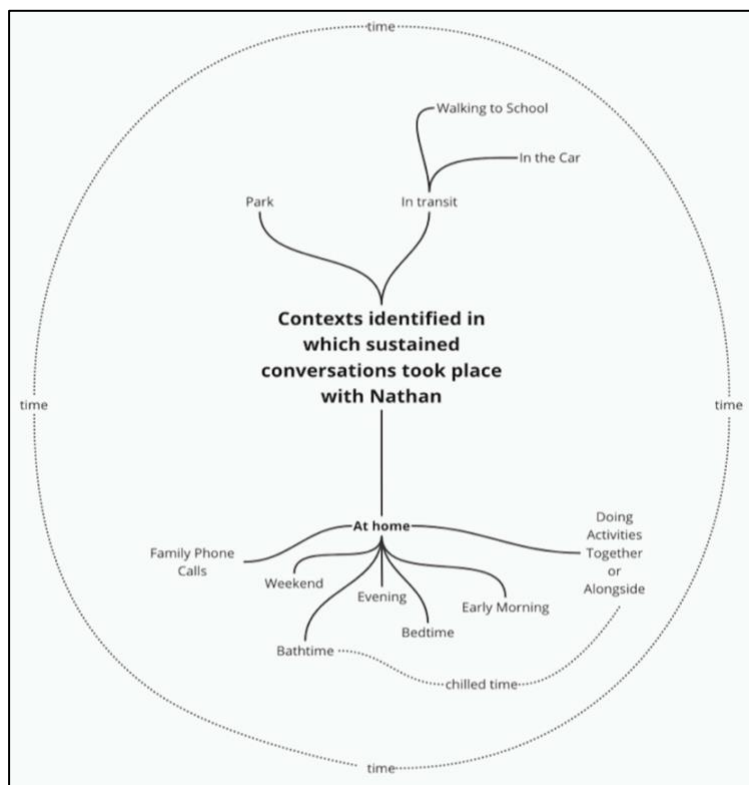 time
Walking to School
In the Car
Park
In transit
Contexts identified in
which sustained
conversations took place
with Nathan
time
time
At home
Doing
Activities
Together
or
Alongside
Family Phone
Calls
Weekend
Evening
Early Morning
Bedtime
Bathtime
chilled time
time